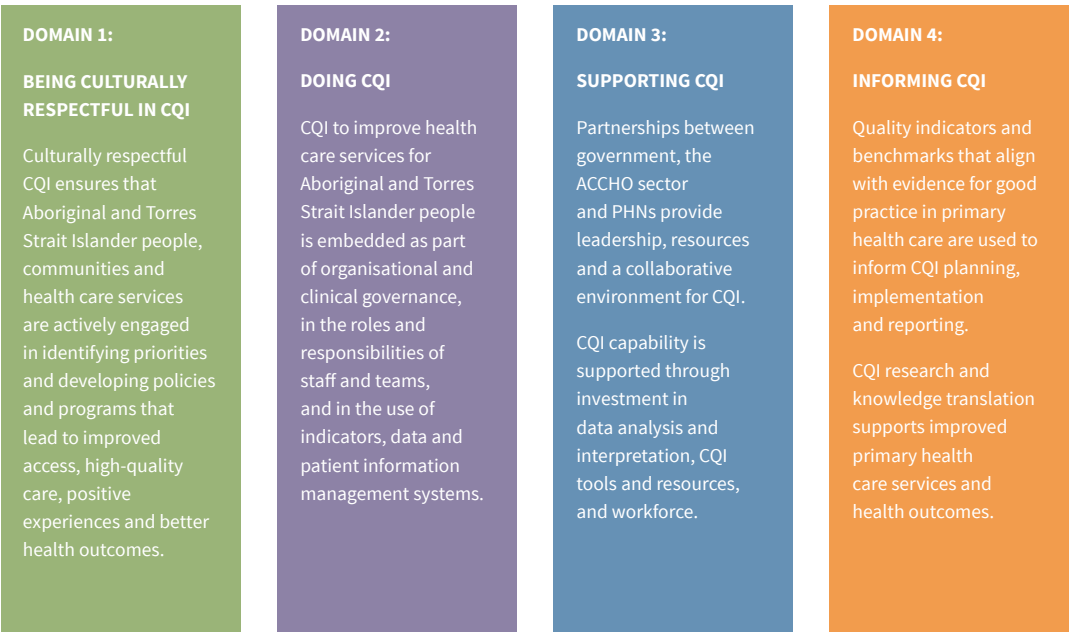 DOMAIN 1:
BEING CULTURALLY
RESPECTFUL IN CQI
Culturally respectful
CQI ensures that
Aboriginal and Torres
Strait Islander people,
communities and
health care services
are actively engaged
in identifying priorities
and developing policies
and programs that
lead to improved
access, high-quality
care, positive
experiences and better
health outcomes.
DOMAIN 2:
DOING CQI
CQI to improve health
care services for
Aboriginal and Torres
Strait Islander people
is embedded as part
of organisational and
clinical governance,
in the roles and
responsibilities of
staff and teams,
and in the use of
indicators, data and
patient information
management systems.
DOMAIN 3:
SUPPORTING CQI
Partnerships between
government, the
ACCHO sector
and PHNs provide
leadership, resources
and a collaborative
environment for CQI.
CQI capability is
supported through
investment in
data analysis and
interpretation, CQI
tools and resources,
and workforce.
DOMAIN 4:
INFORMING CQI
Quality indicators and
benchmarks that align
with evidence for good
practice in primary
health care are used to
inform CQI planning,
implementation
and reporting.
CQI research and
knowledge translation
supports improved
primary health
care services and
health outcomes.